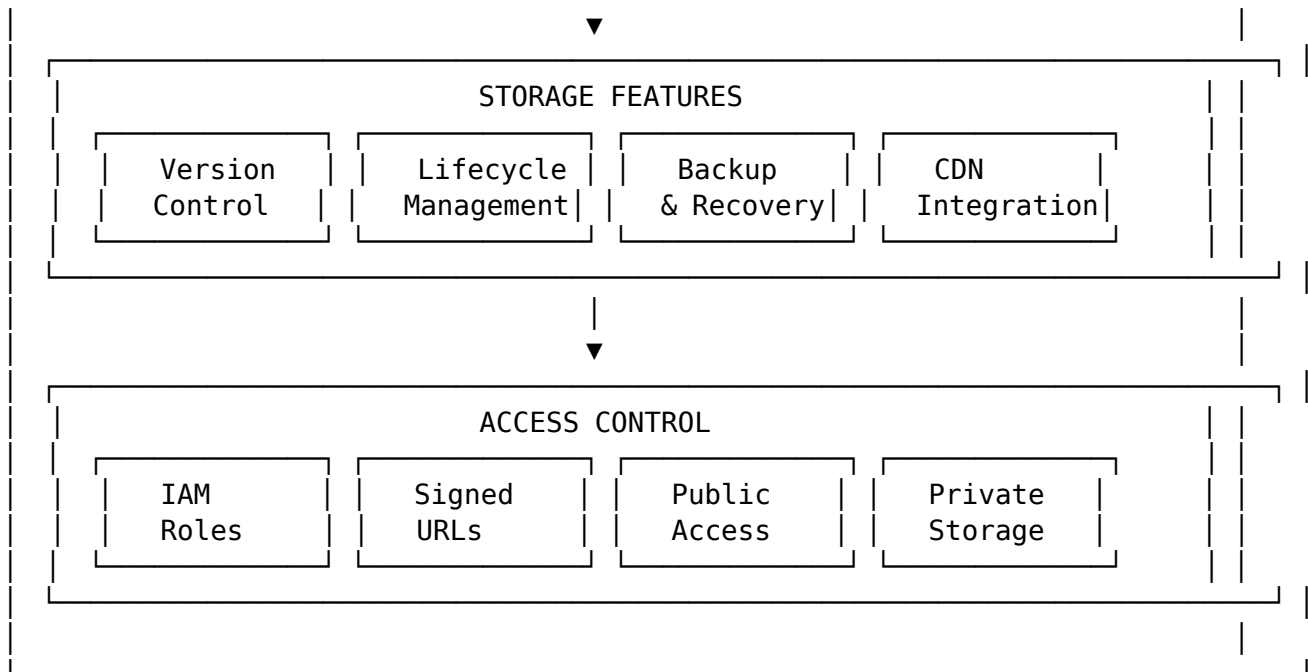 STORAGE FEATURES
Version Lifecycle Backup CDN
Control Management & Recovery Integration
ACCESS CONTROL
IAM Signed Public Private
Roles URLs Access Storage